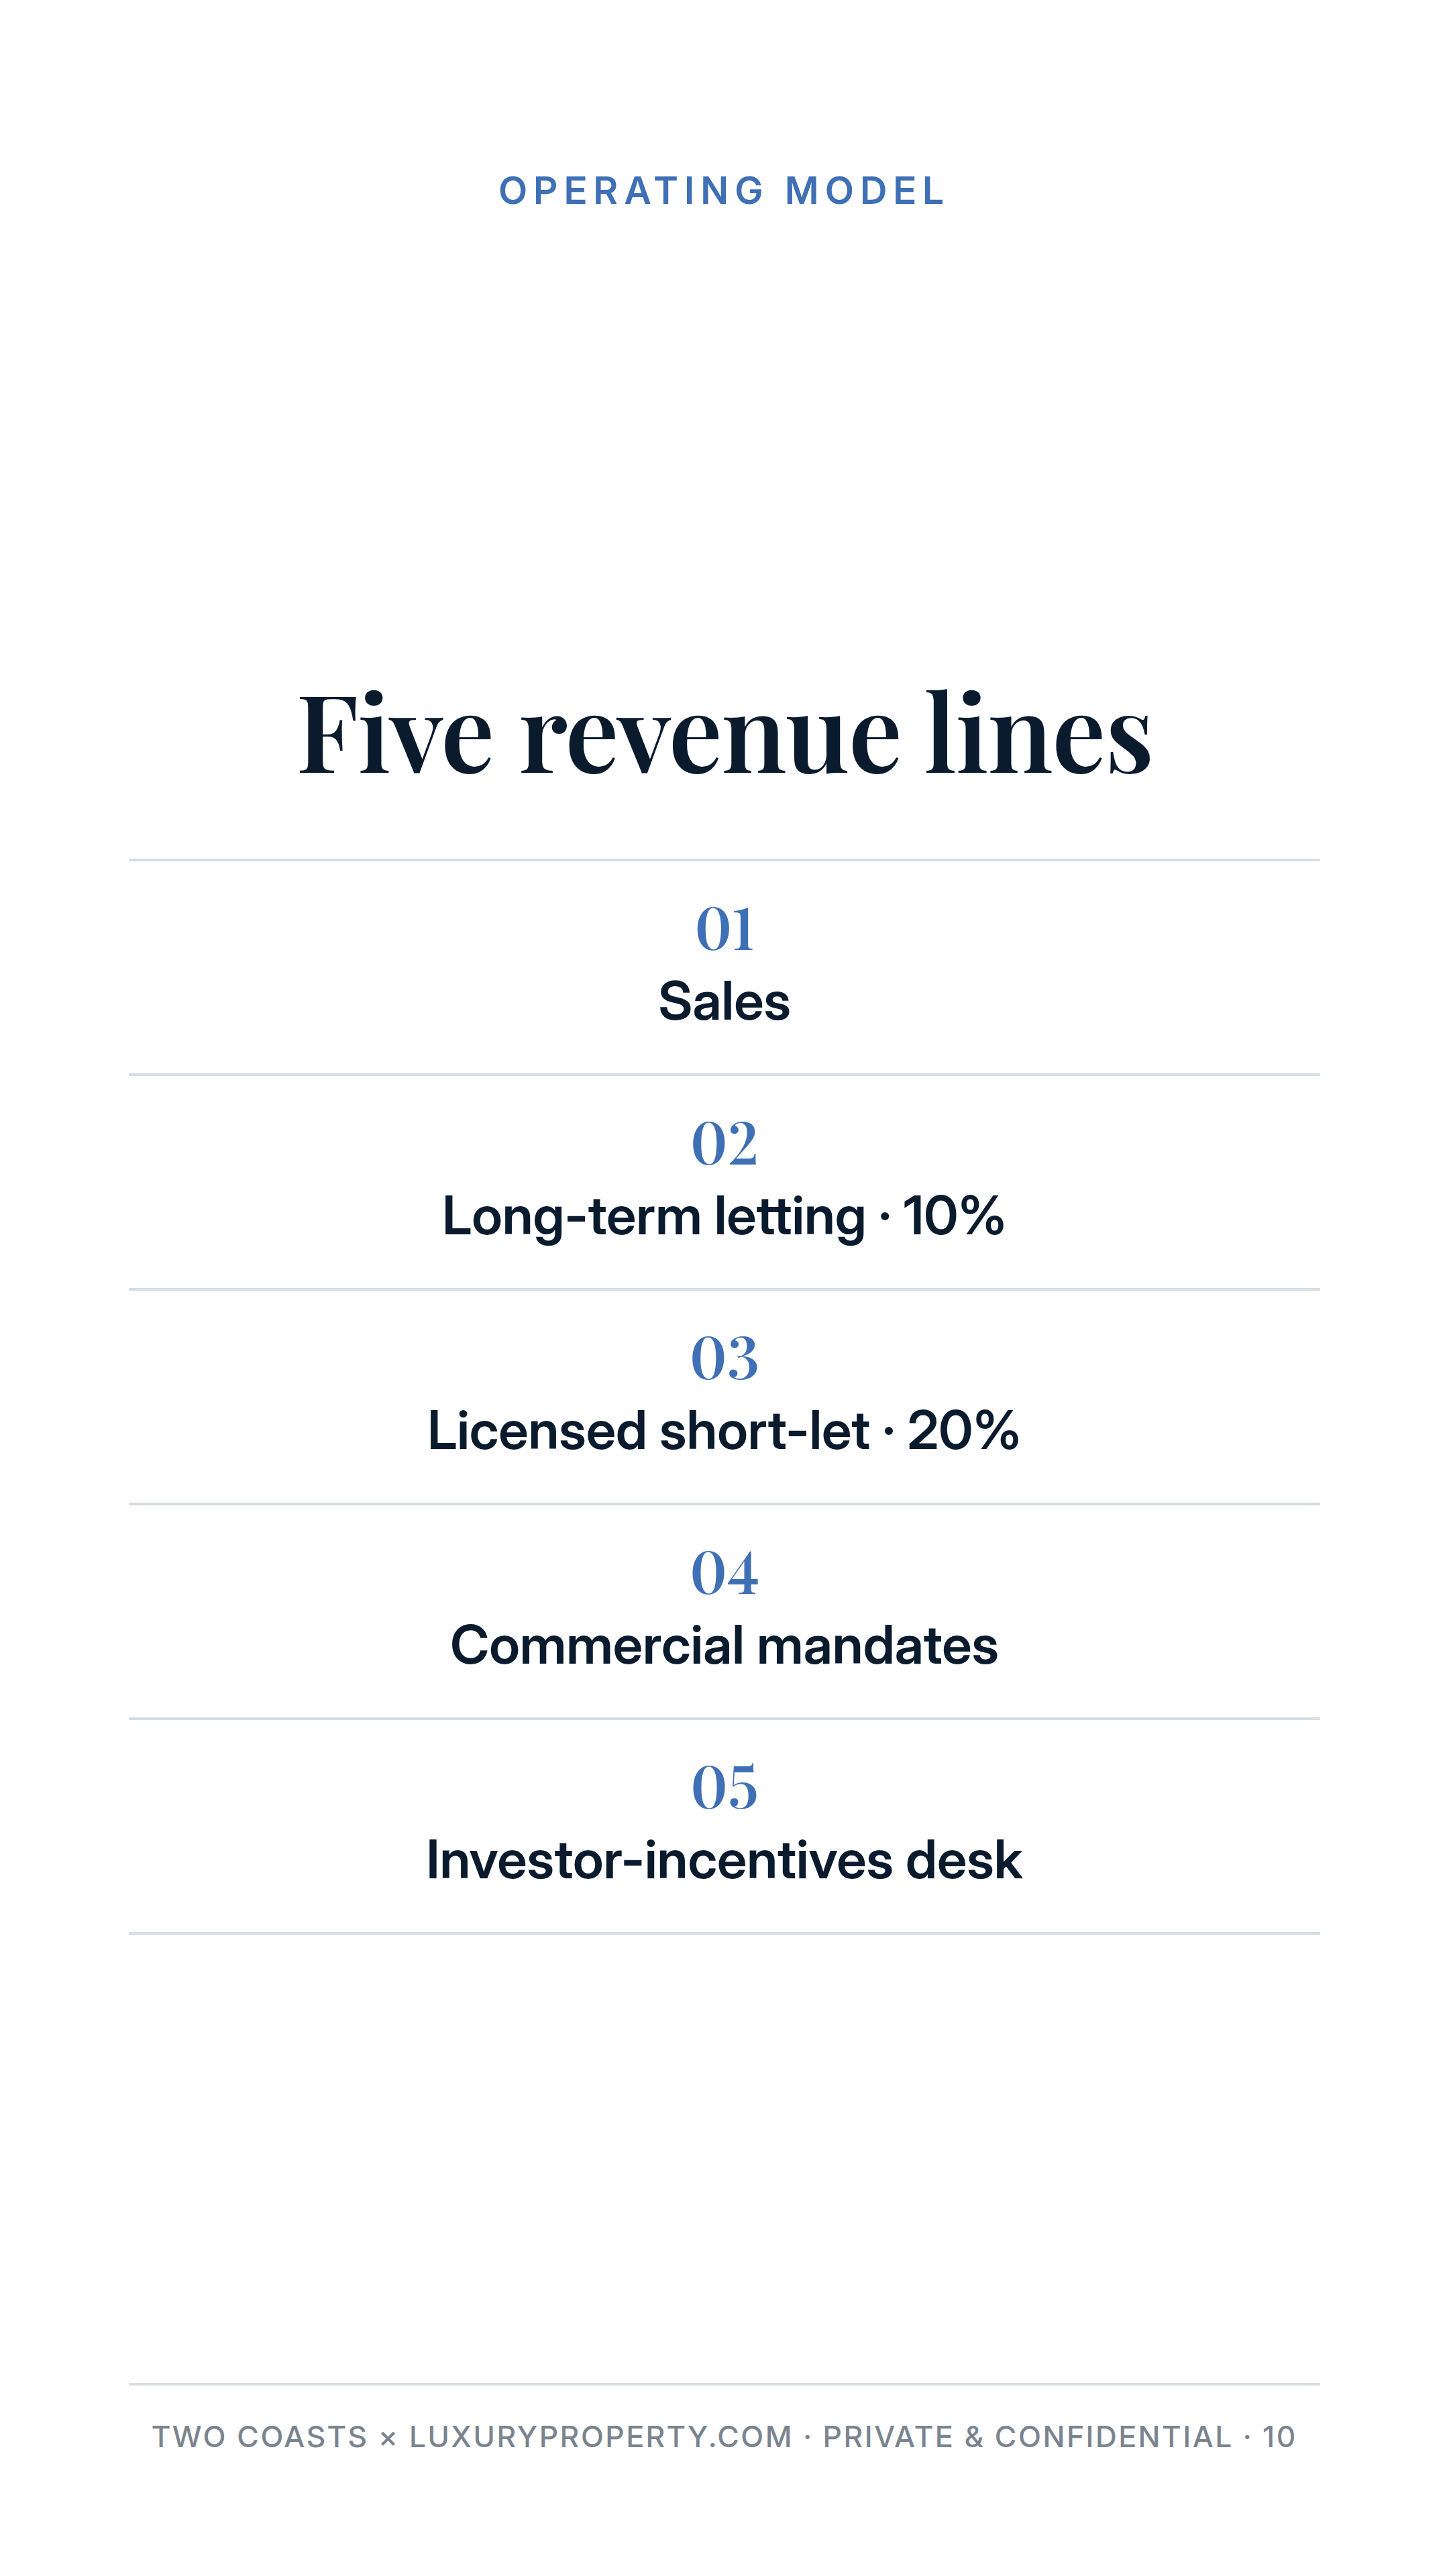 OPERATING MODEL
Five revenue lines
01
Sales
02
Long-term letting · 10%
03
Licensed short-let · 20%
04
Commercial mandates
05
Investor-incentives desk
TWO COASTS × LUXURYPROPERTY.COM · PRIVATE & CONFIDENTIAL · 10